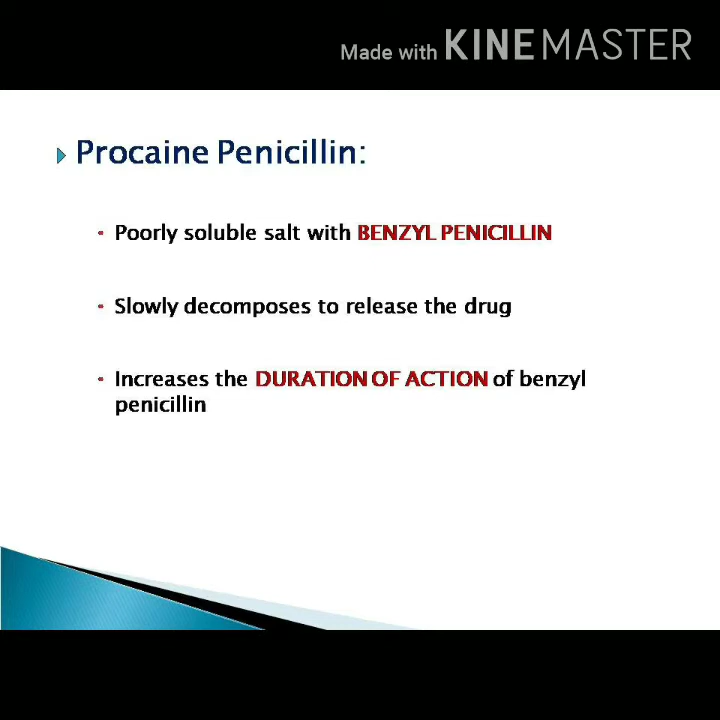 Made with KINEMASTER
Procaine Penicillin:
Poorly soluble salt with BENZYL PENICILLIN
Slowly decomposes to release the drug
Increases the DURATION OF ACTION of benzyl
penicillin